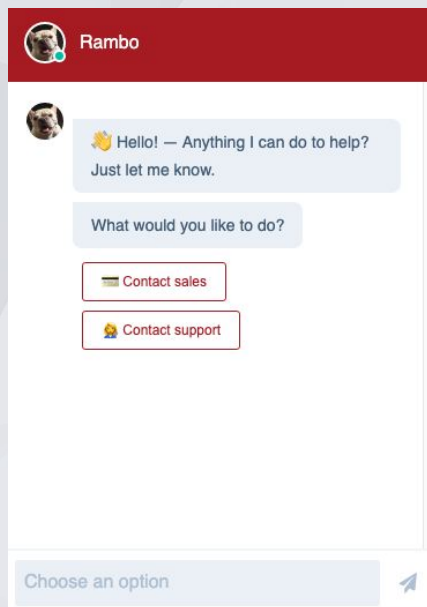 Rambo
👋 Hello! — Anything I can do to help?
Just let me know.
What would you like to do?
💳 Contact sales
🙋 Contact support
Choose an option